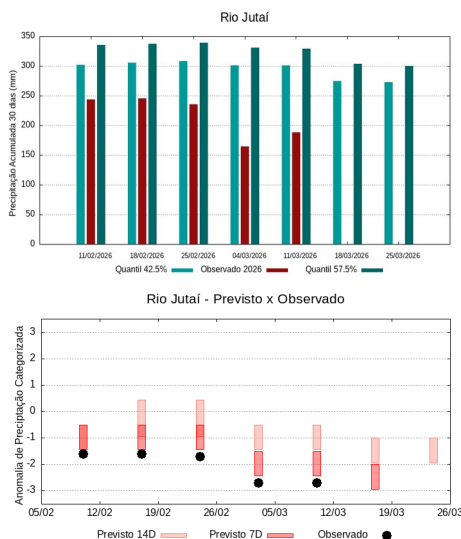 Rio Jutaí
Precipitação Acumulada 30 dias (mm)
350
300
250
200
150
100
50
0
11/02/2026 18/02/2026 25/02/2026 04/03/2026 11/03/2026 18/03/2026 25/03/2026
Quantil 42.5% Observado 2026 Quantil 57.5%
Rio Jutaí - Previsto x Observado
Anomalia de Preciptação Categorizada
3
2
1
0
-1
-2
-3
05/02 12/02 19/02 26/02 05/03 12/03 19/03 26/03
Previsto 14D Previsto 7D Observado